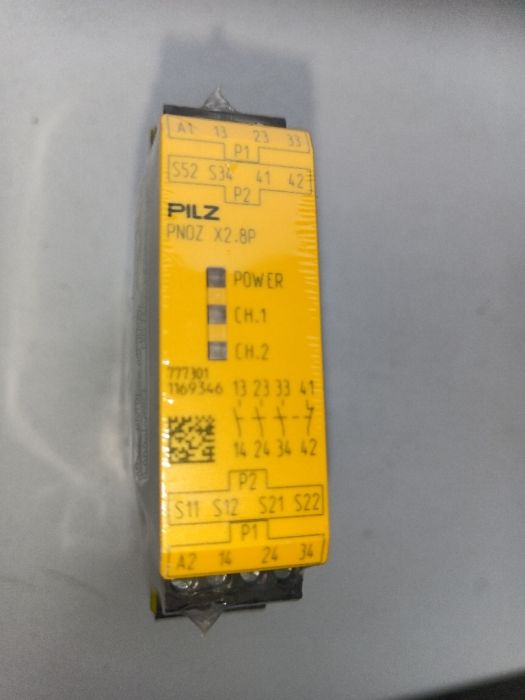 A1 13 23 33
P1
S52 S34 41 42
P2
PILZ
PNOZ X2.8P
POWER
CH.1
CH.2
777301
1169346
13 23 33 41
14 24 34 42
P2
S11 S12 S21 S22
P1
A2 14 24 34